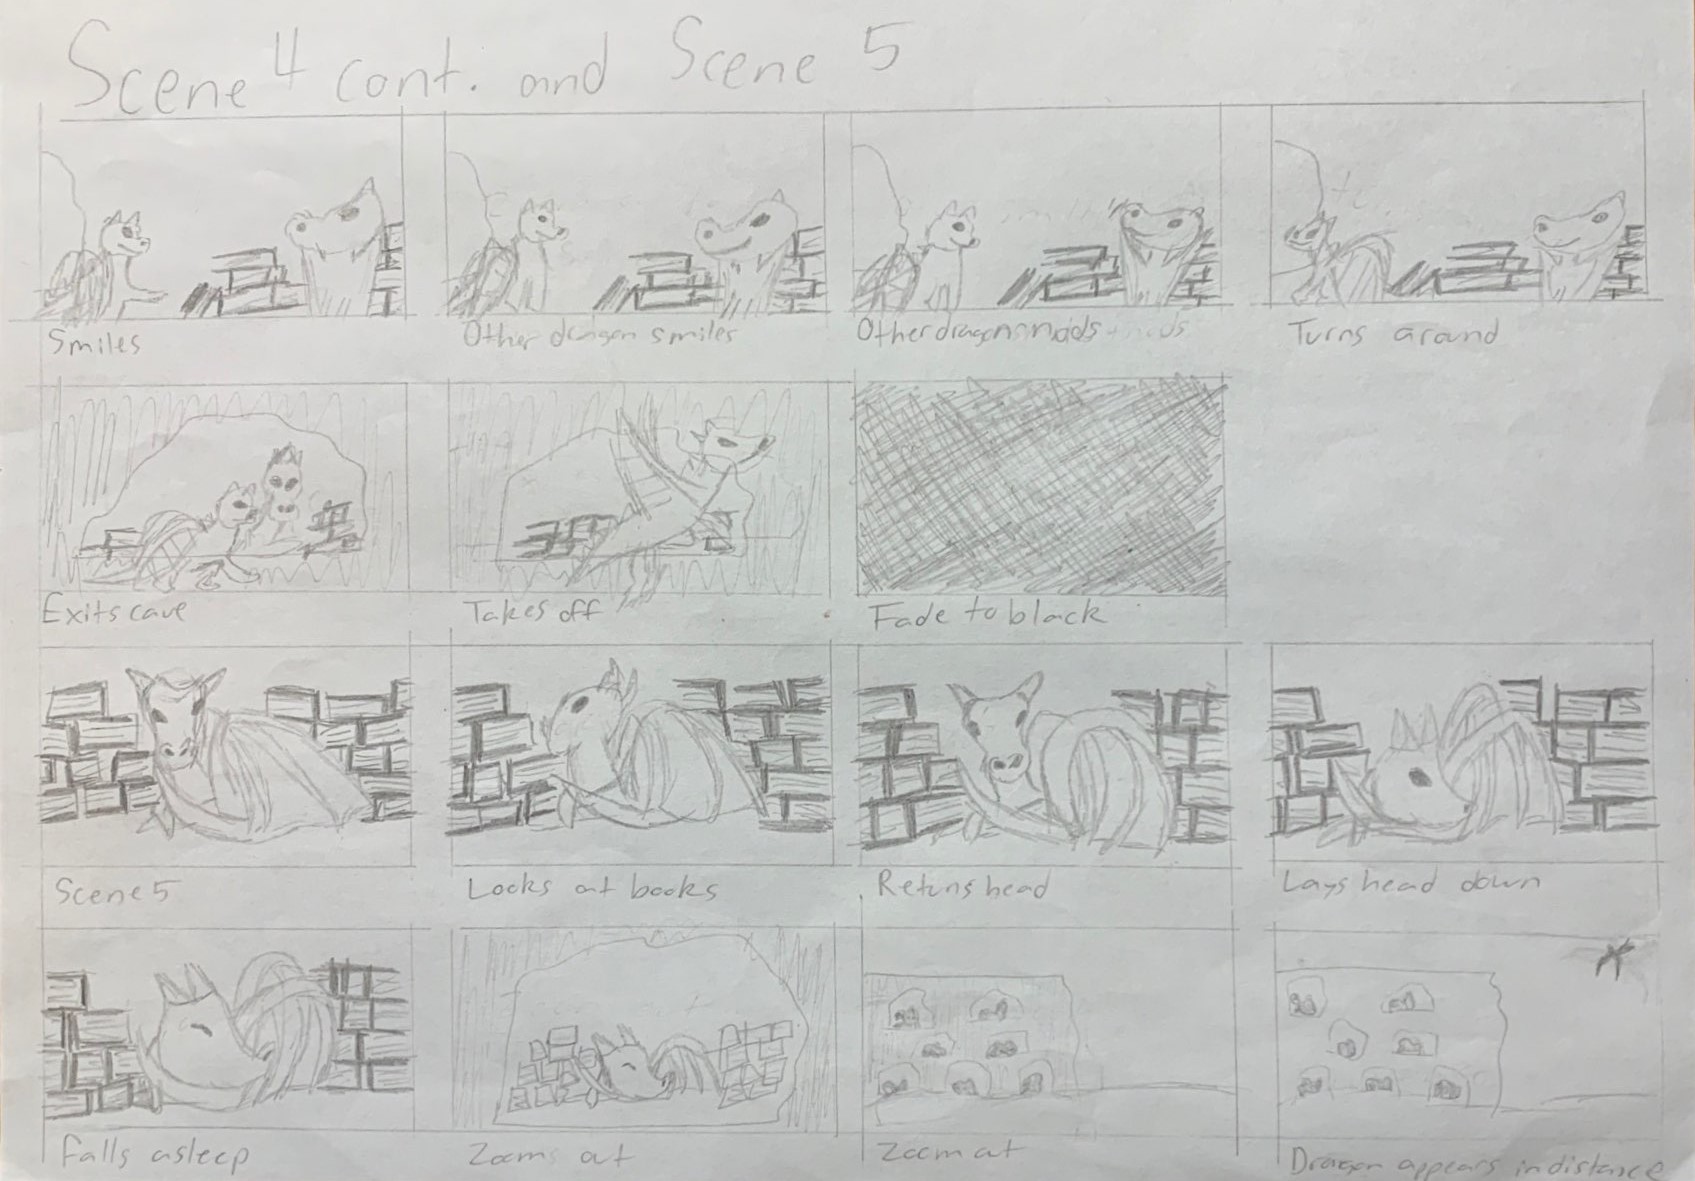 Scene 4 cont. and Scene 5
Smiles
Other dragon smiles
Other dragon nods
Turns around
Exits cave
Takes off
Fade to black
Scene 5
Looks at books
Retuns head
Lays head down
Falls asleep
Zooms out
Zoom out
Dragon appears in distance